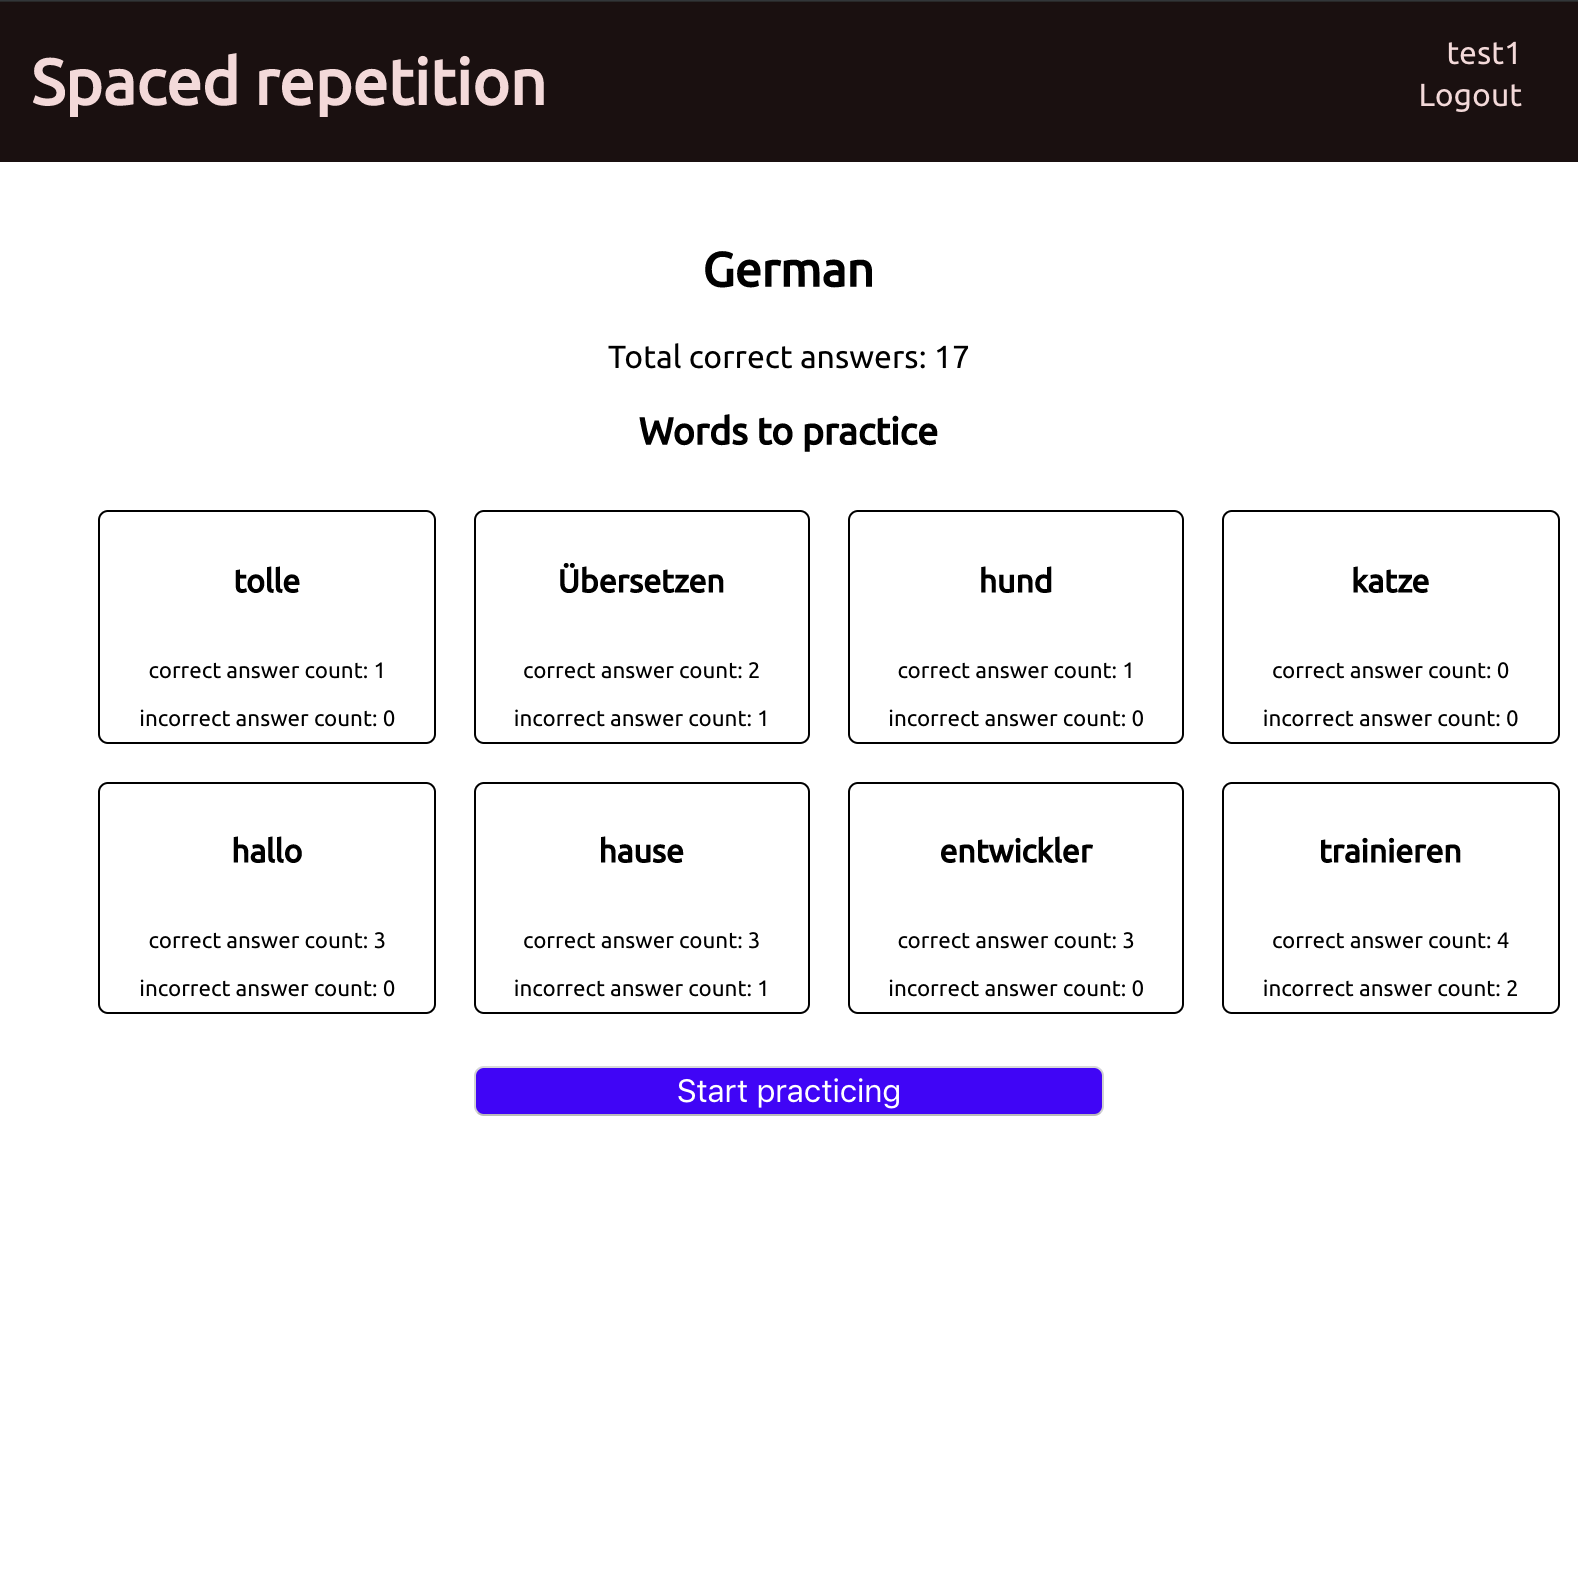 Spaced repetition
test1
Logout
German
Total correct answers: 17
Words to practice
tolle
correct answer count: 1
incorrect answer count: 0
Übersetzen
correct answer count: 2
incorrect answer count: 1
hund
correct answer count: 1
incorrect answer count: 0
katze
correct answer count: 0
incorrect answer count: 0
hallo
correct answer count: 3
incorrect answer count: 0
hause
correct answer count: 3
incorrect answer count: 1
entwickler
correct answer count: 3
incorrect answer count: 0
trainieren
correct answer count: 4
incorrect answer count: 2
Start practicing